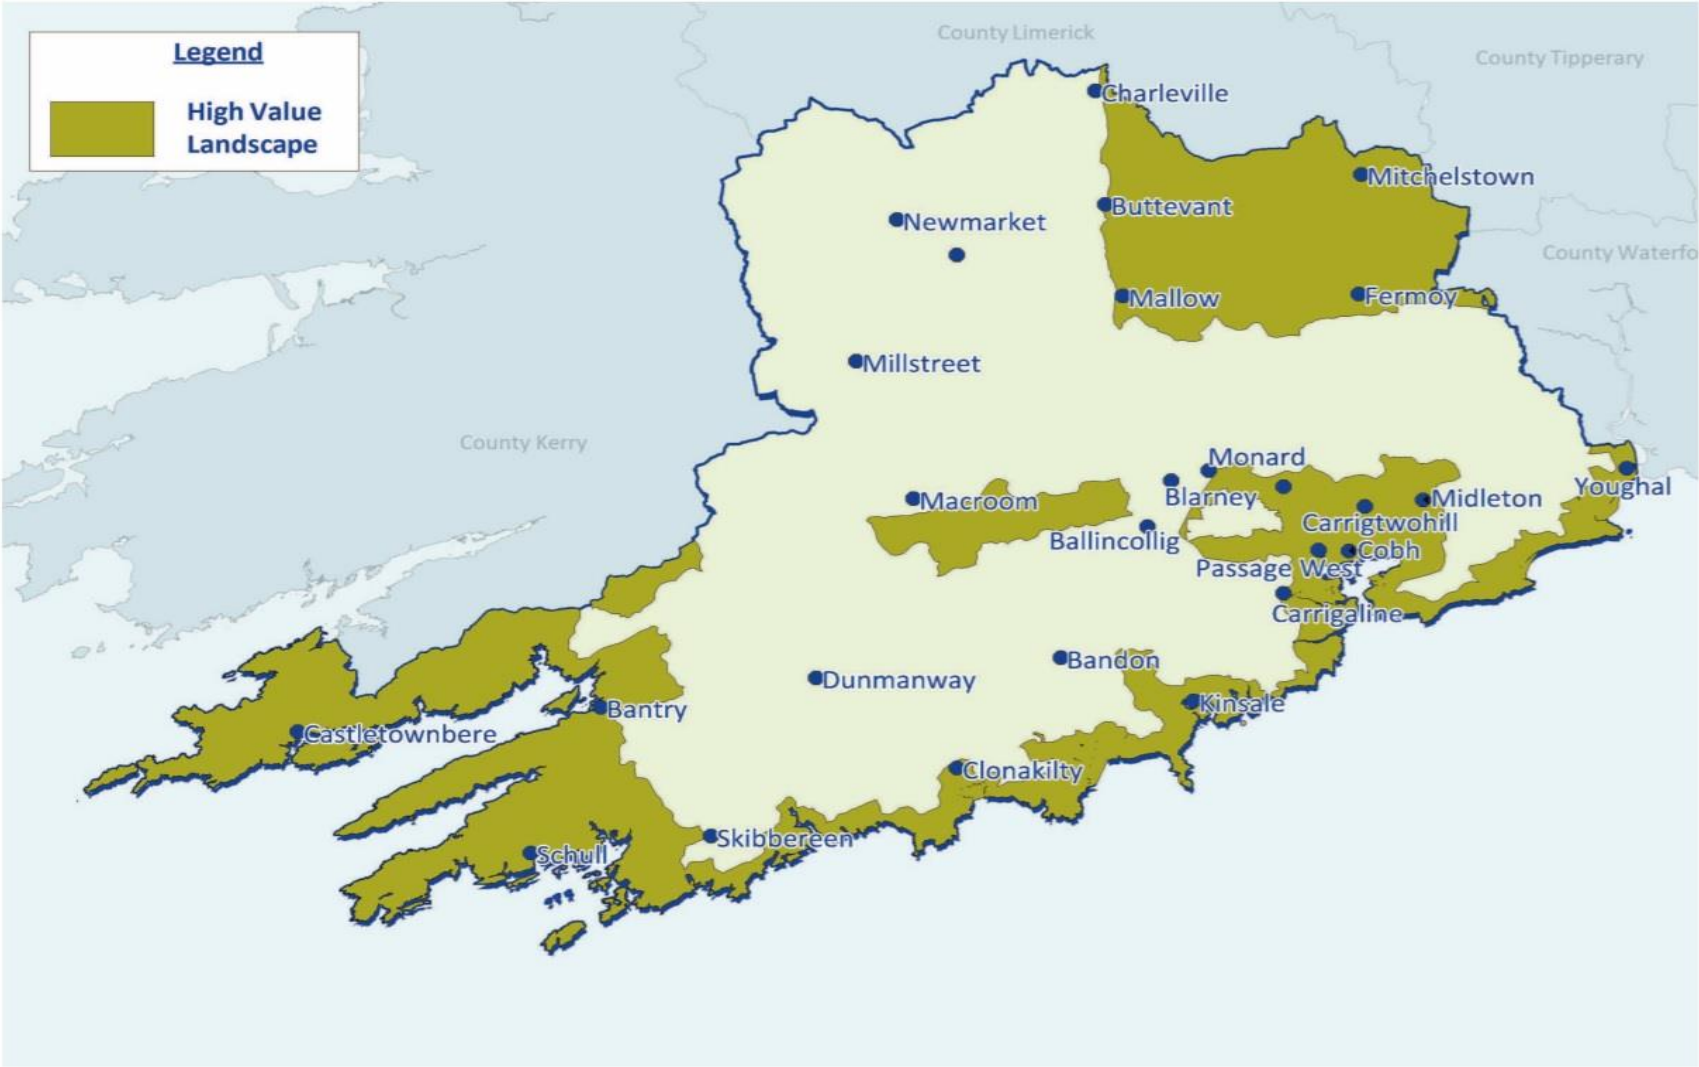 County Limerick
Legend
County Tipperary
Charleville
High Value
Landscape
Mitchelstown
Buttevant
Newmarket
County Waterfo
Mallow
Fermoy
Millstreet
County Kerry
Monard
Youghal
Blarney
Midleton
Macroom
Carrigtwohill
Ballincollig
Cobh
Passage West
Carrigaline
Bandon
Dunmanway
Kinsale
Bantry
Castletownbere
Clonakilty
Skibbereen
Schull